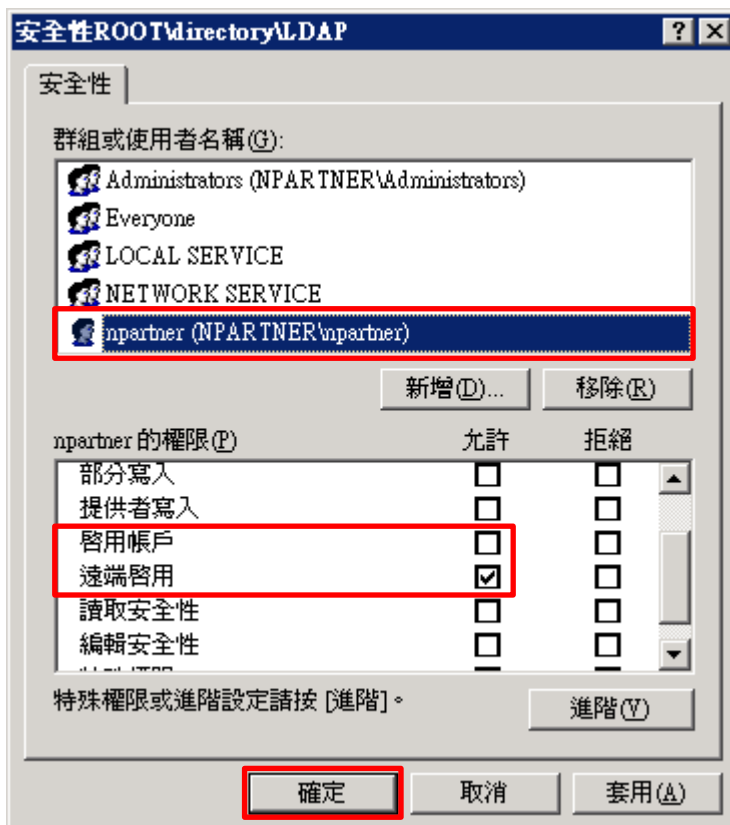 安全性ROOT\directory\LDAP
安全性
群組或使用者名稱(G):
Administrators (NPARTNER\Administrators)
Everyone
LOCAL SERVICE
NETWORK SERVICE
npartner (NPARTNER\npartner)
新增(D)... 移除(R)
npartner 的權限(P) 允許 拒絕
部分寫入
提供者寫入
啟用帳戶
遠端啟用
讀取安全性
編輯安全性
特殊權限或進階設定請按 [進階]。
進階(V)
確定 取消 套用(A)